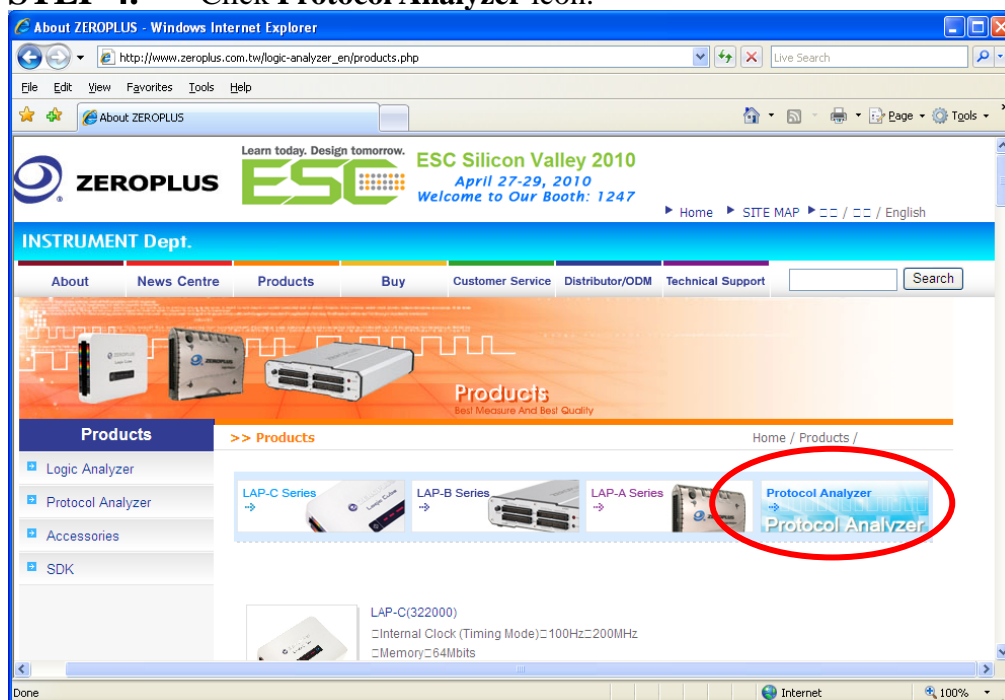 STEP 4. Click Protocol Analyzer icon.
About ZEROPLUS - Windows Internet Explorer
http://www.zeroplus.com.tw/logic-analyzer_en/products.php
Live Search
File Edit View Favorites Tools Help
About ZEROPLUS
Page Tools
ZEROPLUS
Learn today. Design tomorrow.
ESC
ESC Silicon Valley 2010
April 27-29, 2010
Welcome to Our Booth: 1247
Home SITE MAP □□ / □□ / English
INSTRUMENT Dept.
About News Centre Products Buy Customer Service Distributor/ODM Technical Support Search
Products
Best Measure And Best Quality
Products
>> Products
Home / Products /
Logic Analyzer
Protocol Analyzer
Accessories
SDK
LAP-C Series
LAP-B Series
LAP-A Series
Protocol Analyzer
Protocol Analyzer
LAP-C(322000)
□Internal Clock (Timing Mode)□100Hz□200MHz
□Memory□64Mbits
Done
Internet
100%